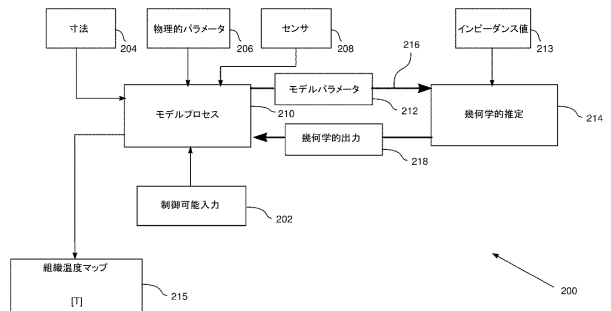 寸法
204
物理的パラメータ
206
センサ
208
216
インピーダンス値
213
モデルプロセス
210
モデルパラメータ
212
幾何学的推定
214
幾何学的出力
218
制御可能入力
202
組織温度マップ
[T]
215
200